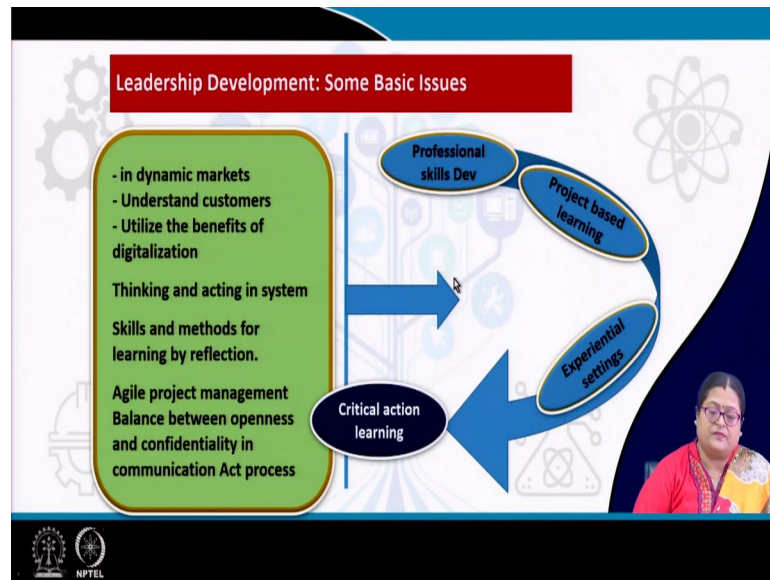 Leadership Development: Some Basic Issues
- in dynamic markets
- Understand customers
- Utilize the benefits of
digitalization
Thinking and acting in system
Skills and methods for
learning by reflection.
Agile project management
Balance between openness
and confidentiality in
communication Act process
Professional
skills Dev
Project based
learning
Experiential
settings
Critical action
learning
NPTEL